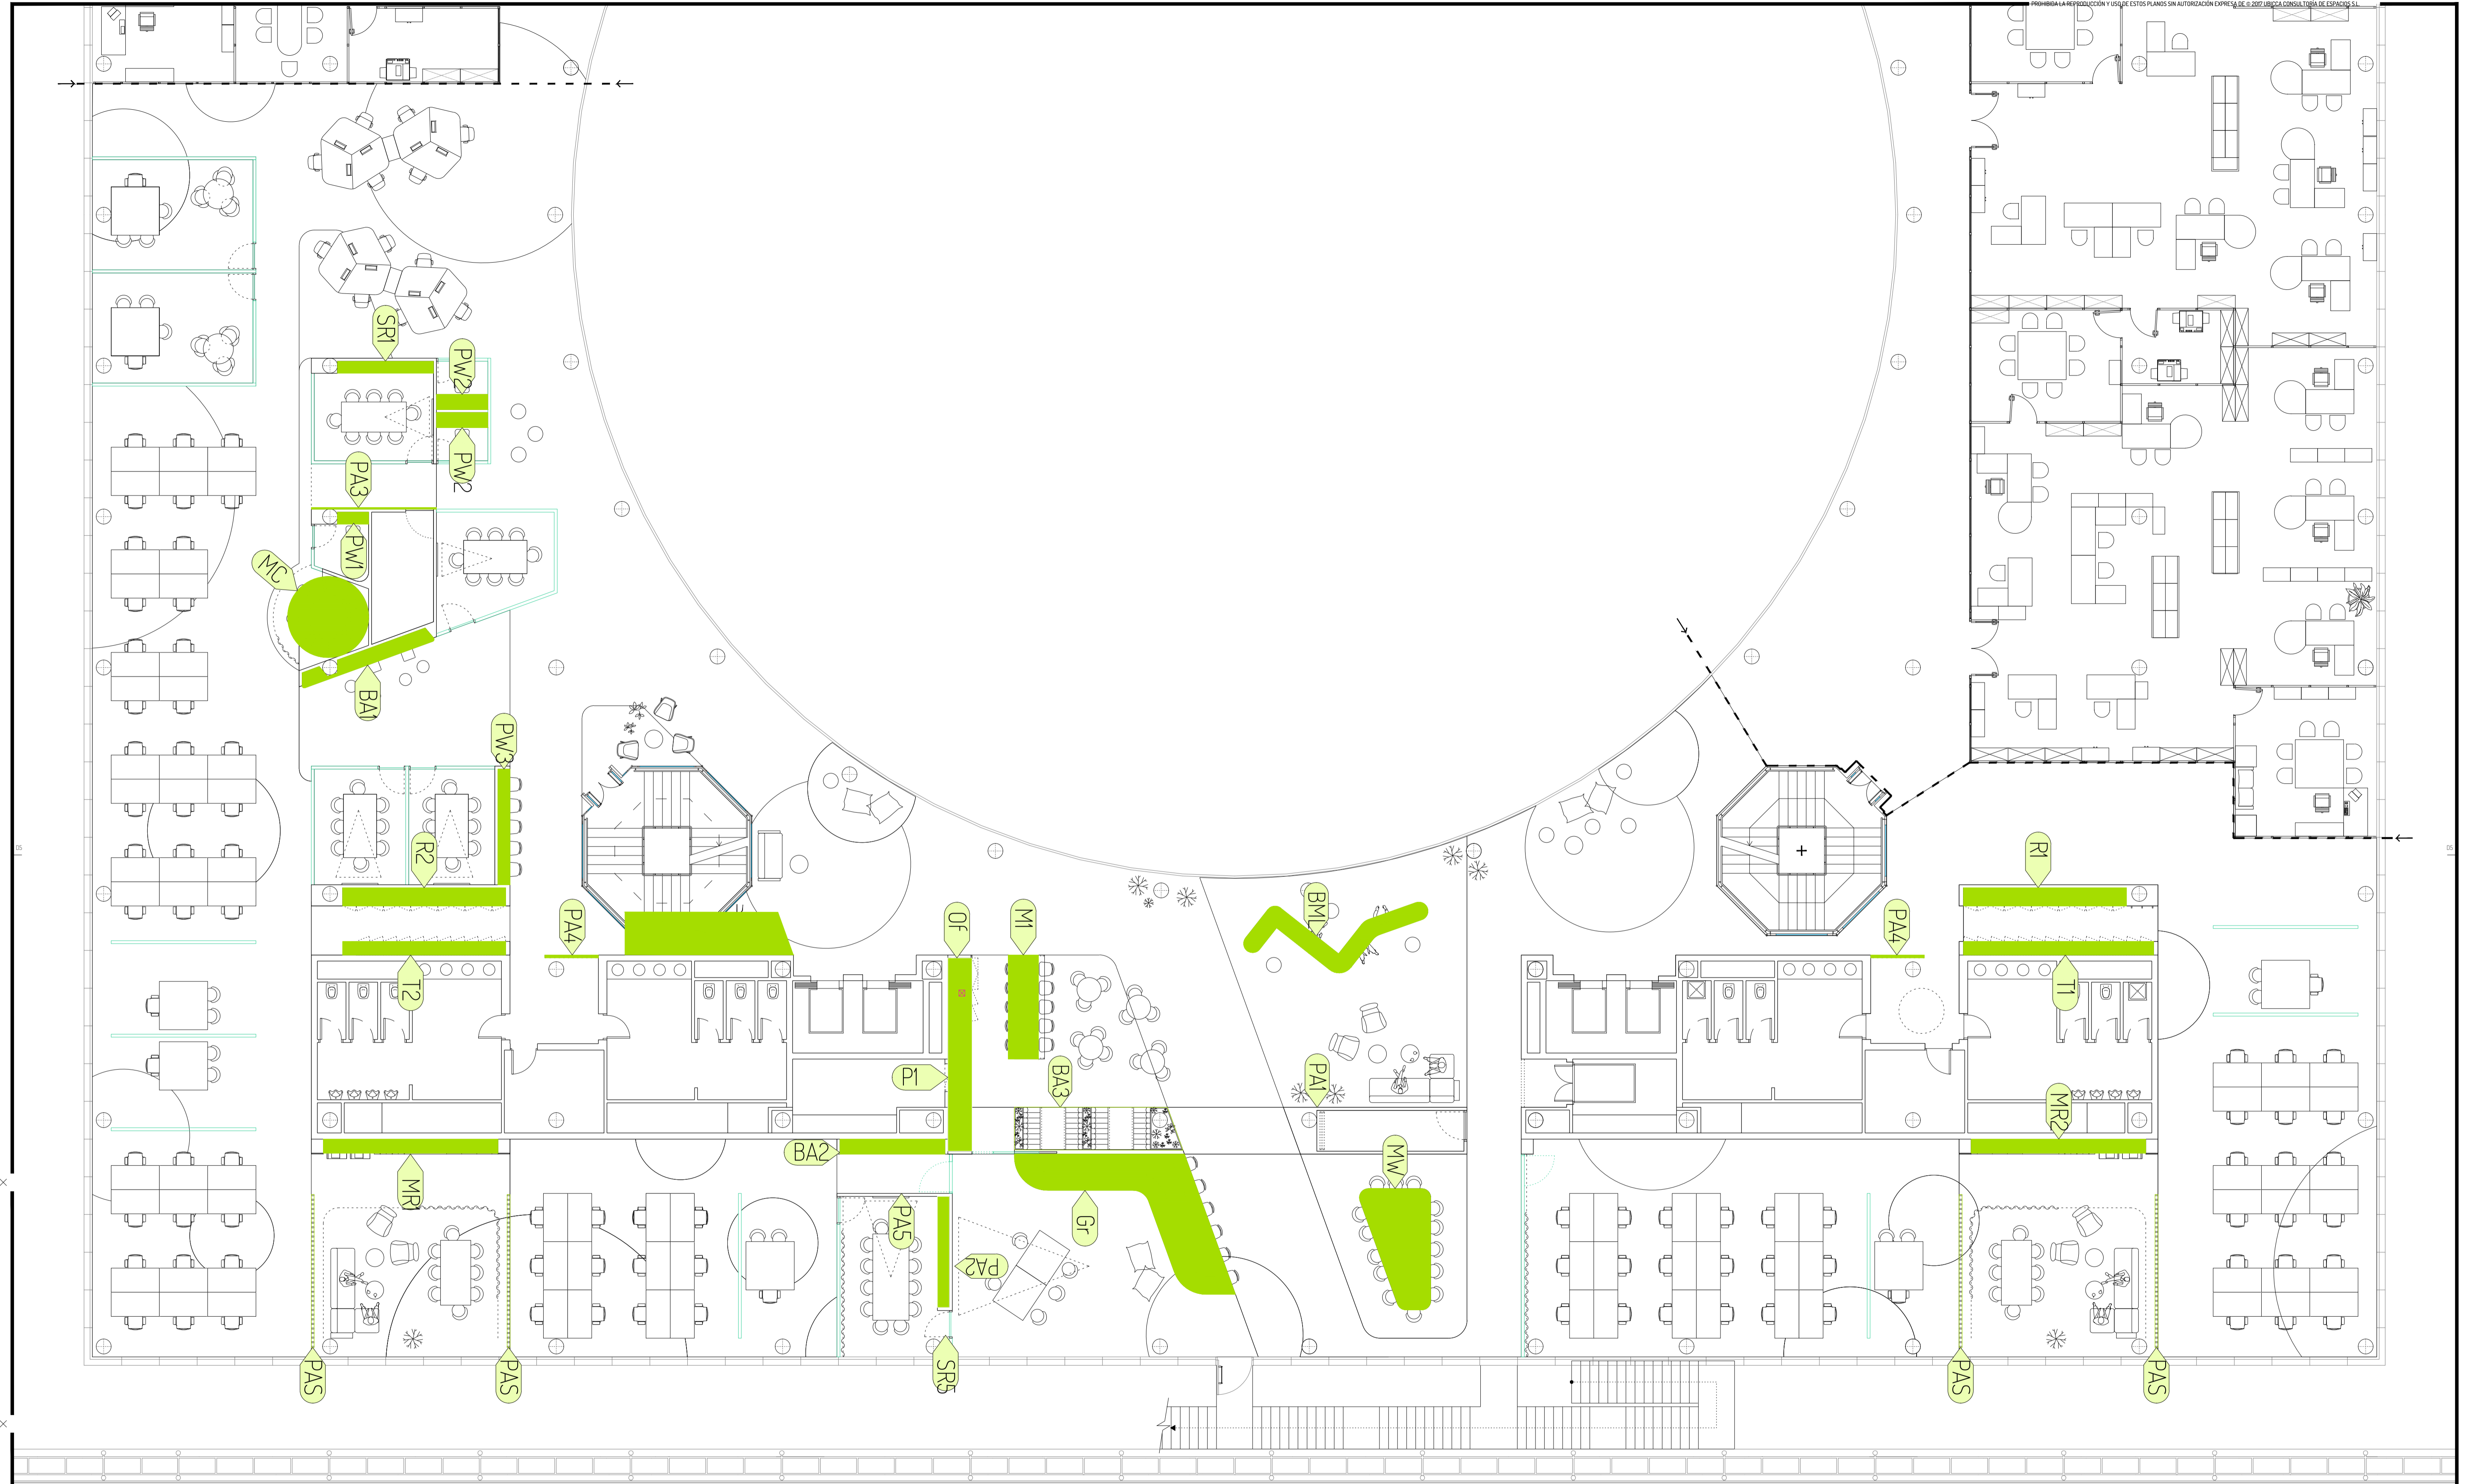 PROHIBIDA LA REPRODUCCIÓN Y USO DE ESTOS PLANOS SIN AUTORIZACIÓN EXPRESA DE © 2017 UBICCA CONSULTORÍA DE ESPACIOS S.L.
SR1
PW2
PA3
PW2
PW1
MC
BA1
PW3
R2
R1
DS
DS
PA4
Of
M1
BML
PA4
T2
T1
P1
BA3
PA1
MR2
BA2
MW
MR1
PA5
Gr
PA2
PAS
PAS
SR5
PAS
PAS